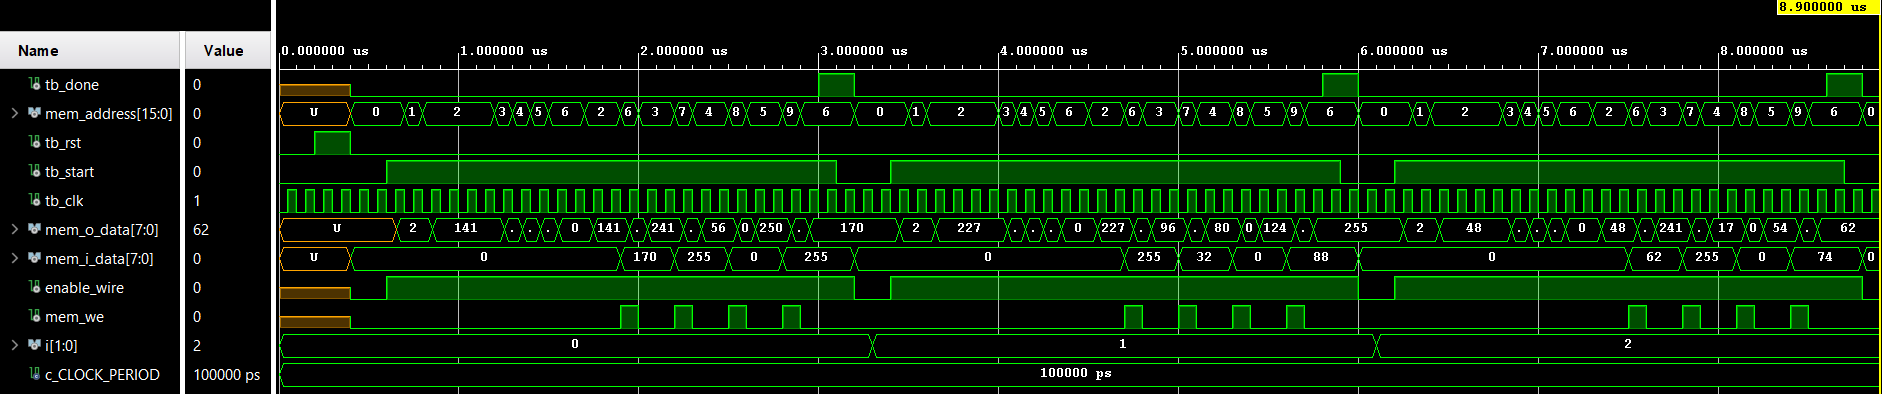 8.900000 us
Name Value 0.000000 us 1.000000 us 2.000000 us 3.000000 us 4.000000 us 5.000000 us 6.000000 us 7.000000 us 8.000000 us
tb_done 0
mem_address[15:0] 0 U 0 1 2 3 4 5 6 2 6 3 7 4 8 5 9 6 0 1 2 3 4 5 6 2 6 3 7 4 8 5 9 6 0 1 2 3 4 5 6 2 6 3 7 4 8 5 9 6 0
tb_rst 0
tb_start 0
tb_clk 1
mem_o_data[7:0] 62 U 2 141 . . . 0 141 . 241 . 56 0 250 . 170 2 227 . . . 0 227 . 96 . 80 0 124 . 255 2 48 . . . 0 48 . 241 . 17 0 54 . 62
mem_i_data[7:0] 0 U 0 170 255 0 255 0 255 32 0 88 0 62 255 0 74 0
enable_wire 0
mem_we 0
i[1:0] 2 0 1 2
c_CLOCK_PERIOD 100000 ps 100000 ps